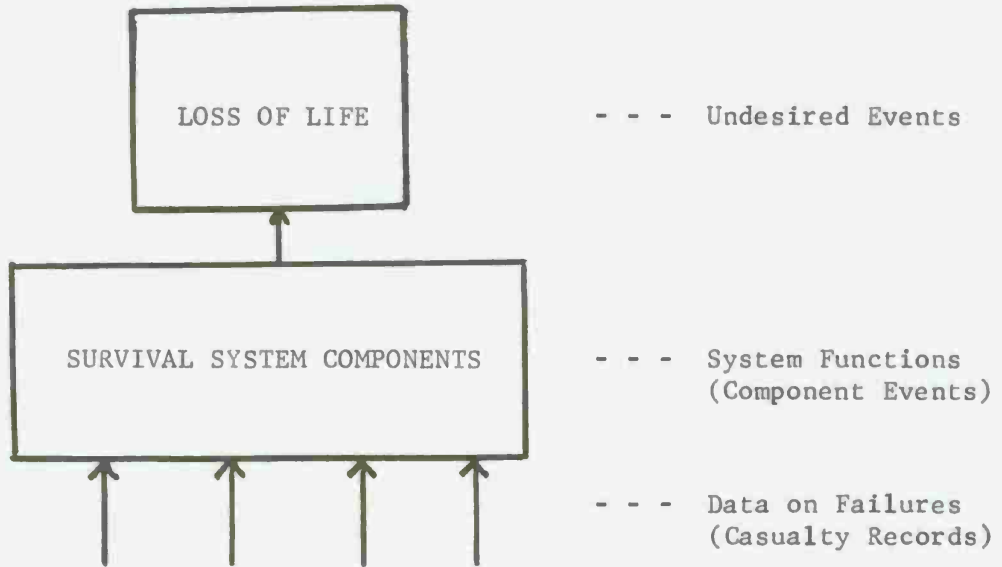 LOSS OF LIFE
- - - Undesired Events
SURVIVAL SYSTEM COMPONENTS
- - - System Functions
(Component Events)
- - - Data on Failures
(Casualty Records)